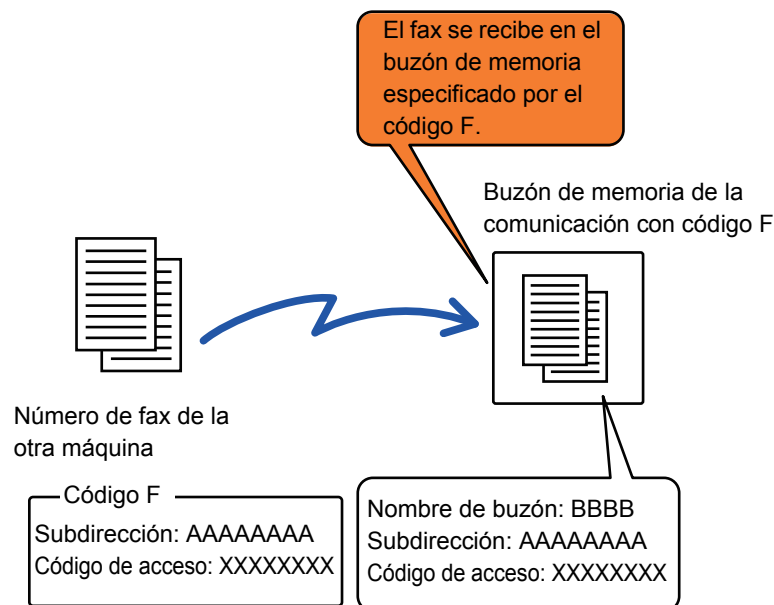 El fax se recibe en el
buzón de memoria
especificado por el
código F.
Buzón de memoria de la
comunicación con código F
Número de fax de la
otra máquina
Código F
Subdirección: AAAAAAAA
Código de acceso: XXXXXXXX
Nombre de buzón: BBBB
Subdirección: AAAAAAAA
Código de acceso: XXXXXXXX